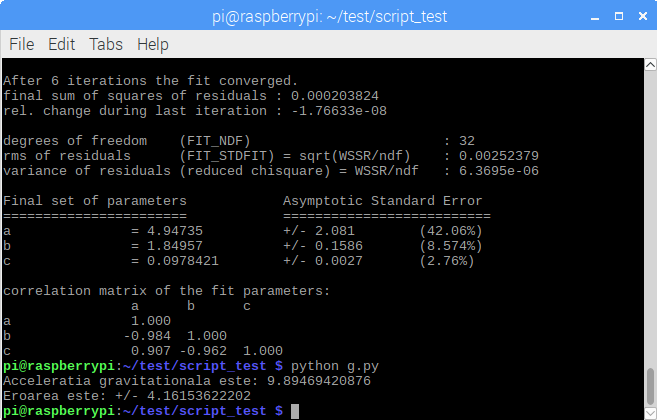 pi@raspberrypi: ~/test/script_test
File Edit Tabs Help
After 6 iterations the fit converged.
final sum of squares of residuals : 0.000203824
rel. change during last iteration : -1.76633e-08
degrees of freedom    (FIT_NDF)                        : 32
rms of residuals      (FIT_STDFIT) = sqrt(WSSR/ndf)    : 0.00252379
variance of residuals (reduced chisquare) = WSSR/ndf   : 6.3695e-06
Final set of parameters            Asymptotic Standard Error
=======================            ==========================
a               = 4.94735          +/- 2.081        (42.06%)
b               = 1.84957          +/- 0.1586       (8.574%)
c               = 0.0978421        +/- 0.0027       (2.76%)
correlation matrix of the fit parameters:
                a      b      c
a               1.000
b              -0.984  1.000
c               0.907 -0.962  1.000
pi@raspberrypi:~/test/script_test $ python g.py
Acceleratia gravitationala este: 9.89469420876
Eroarea este: +/- 4.16153622202
pi@raspberrypi:~/test/script_test $